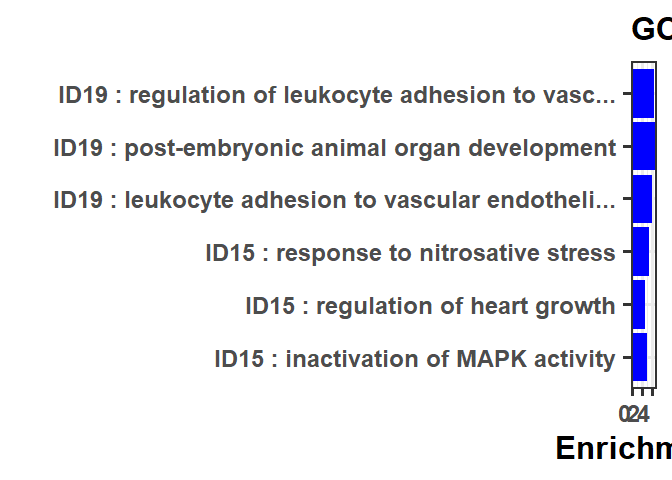 GO
ID19 : regulation of leukocyte adhesion to vasc...
ID19 : post-embryonic animal organ development
ID19 : leukocyte adhesion to vascular endotheli...
ID15 : response to nitrosative stress
ID15 : regulation of heart growth
ID15 : inactivation of MAPK activity
0 2 4
Enrichm